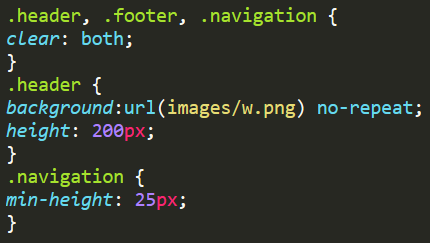 .header, .footer, .navigation {
clear: both;
}
.header {
background:url(images/w.png) no-repeat;
height: 200px;
}
.navigation {
min-height: 25px;
}